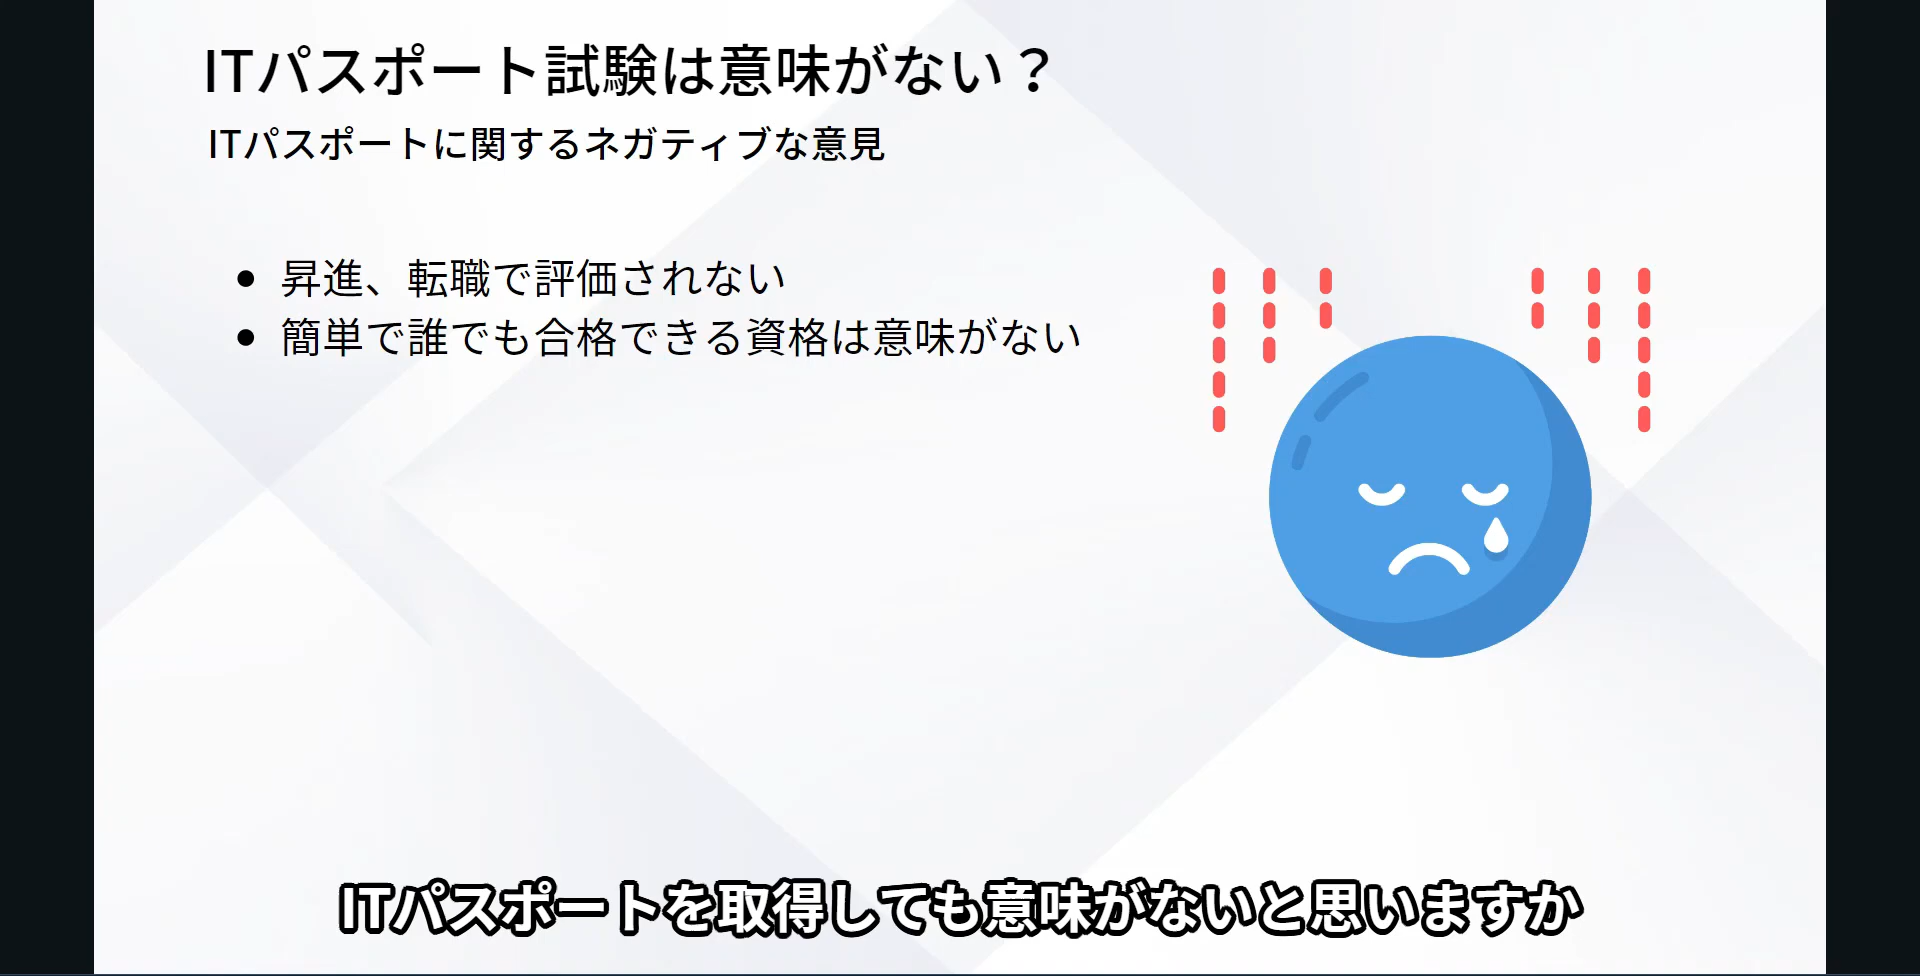 ITパスポート試験は意味がない？
ITパスポートに関するネガティブな意見
● 昇進、転職で評価されない
● 簡単で誰でも合格できる資格は意味がない
ITパスポートを取得しても意味がないと思いますか